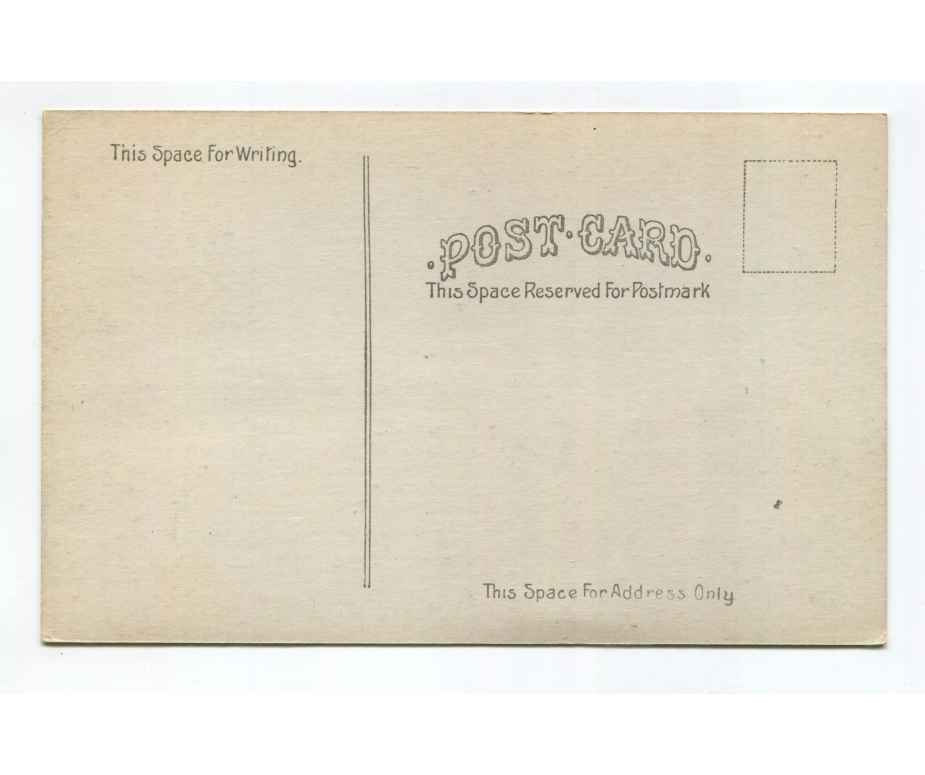 This Space For Writing.
. POST · CARD .
This Space Reserved For Postmark
This Space For Address Only